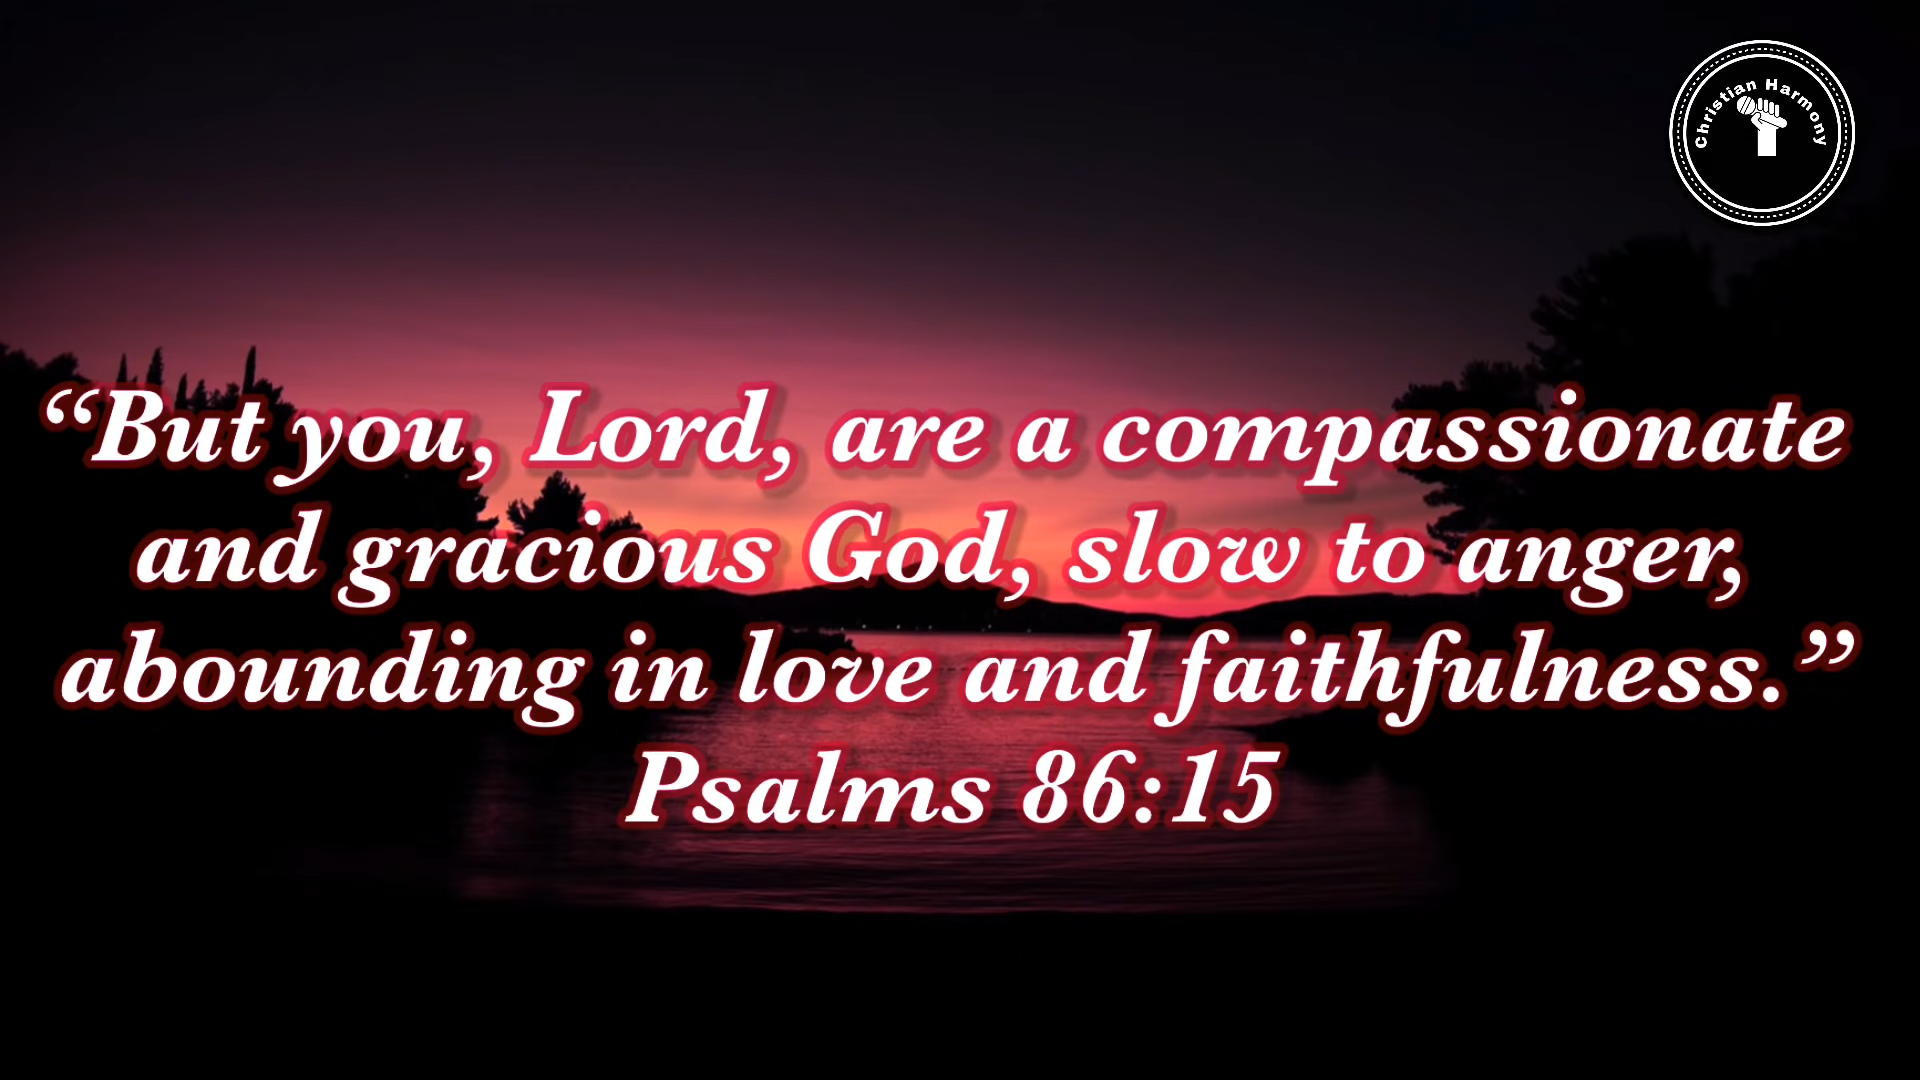 Christian Harmony
“But you, Lord, are a compassionate
and gracious God, slow to anger,
abounding in love and faithfulness.”
Psalms 86:15